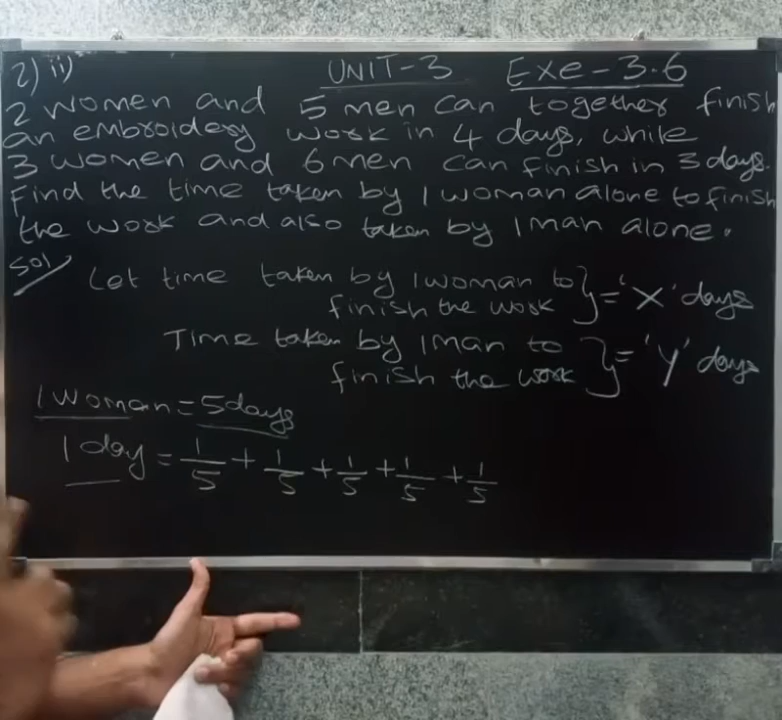 2) ii) UNIT-3 Exe-3.6
2 women and 5 men can together finish
an embroidery work in 4 days, while
3 women and 6 men can finish in 3 days.
Find the time taken by 1 woman alone to finish
the work and also taken by 1 man alone.
Sol
Let time taken by 1 woman to
finish the work } = 'x' days
Time taken by 1 man to
finish the work } = 'y' days
1 woman = 5 days
1 day = 1/5 + 1/5 + 1/5 + 1/5 + 1/5